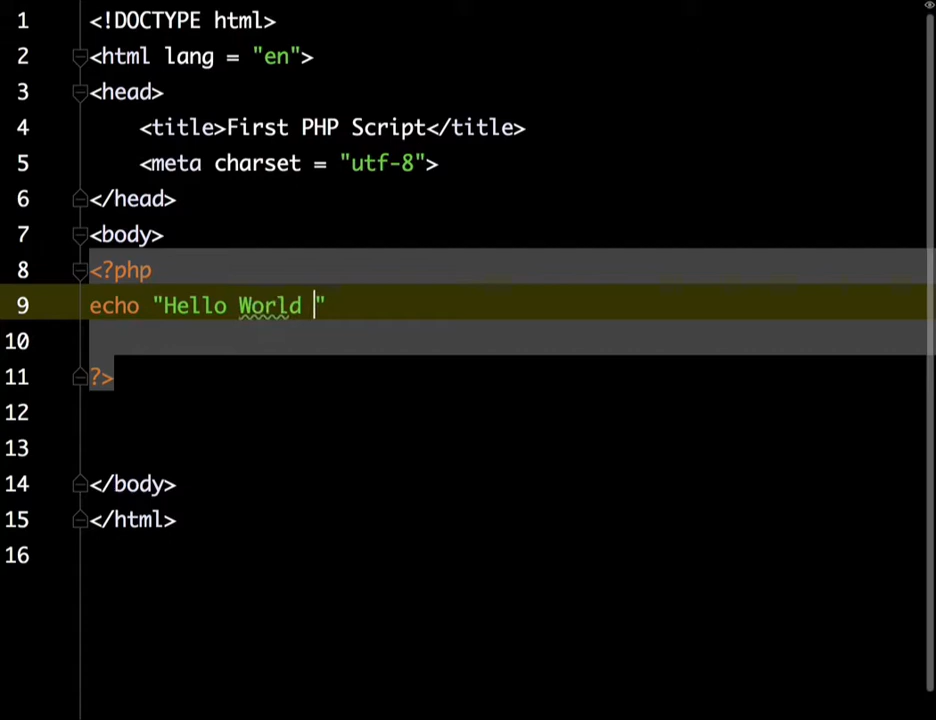 1 <!DOCTYPE html>
2 <html lang = "en">
3 <head>
4     <title>First PHP Script</title>
5     <meta charset = "utf-8">
6 </head>
7 <body>
8 <?php
9 echo "Hello World "
10
11 ?>
12
13
14 </body>
15 </html>
16